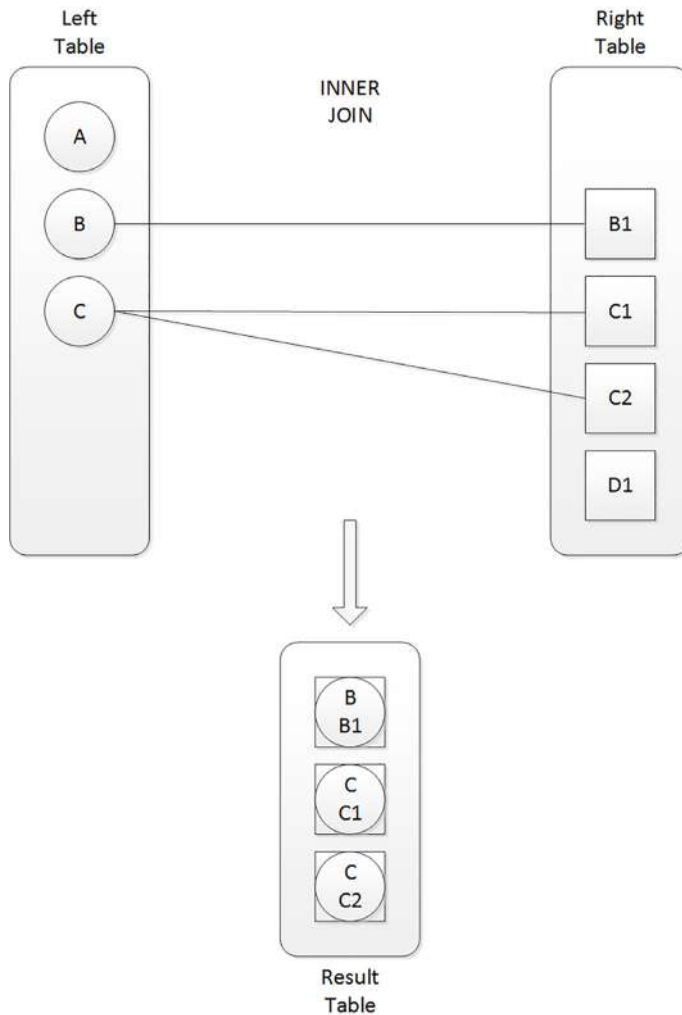 Left
Table
Right
Table
INNER
JOIN
A
B
B1
C
C1
C2
D1
B
B1
C
C1
C
C2
Result
Table